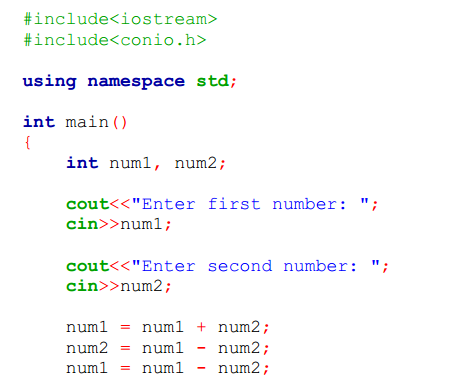 #include<iostream>
#include<conio.h>
using namespace std;
int main()
{
int num1, num2;
cout<<"Enter first number: ";
cin>>num1;
cout<<"Enter second number: ";
cin>>num2;
num1 = num1 + num2;
num2 = num1 - num2;
num1 = num1 - num2;